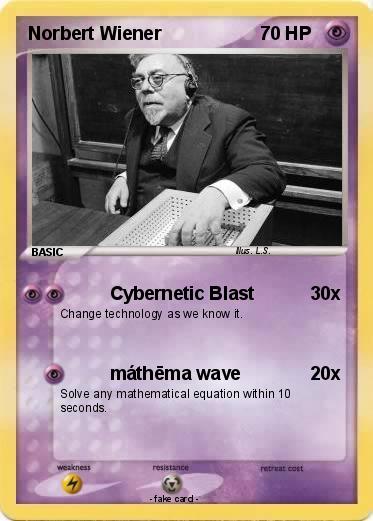 Norbert Wiener 70 HP
BASIC Illus. L.S.
Cybernetic Blast 30x
Change technology as we know it.
máthēma wave 20x
Solve any mathematical equation within 10
seconds.
weakness resistance retreat cost
- fake card -